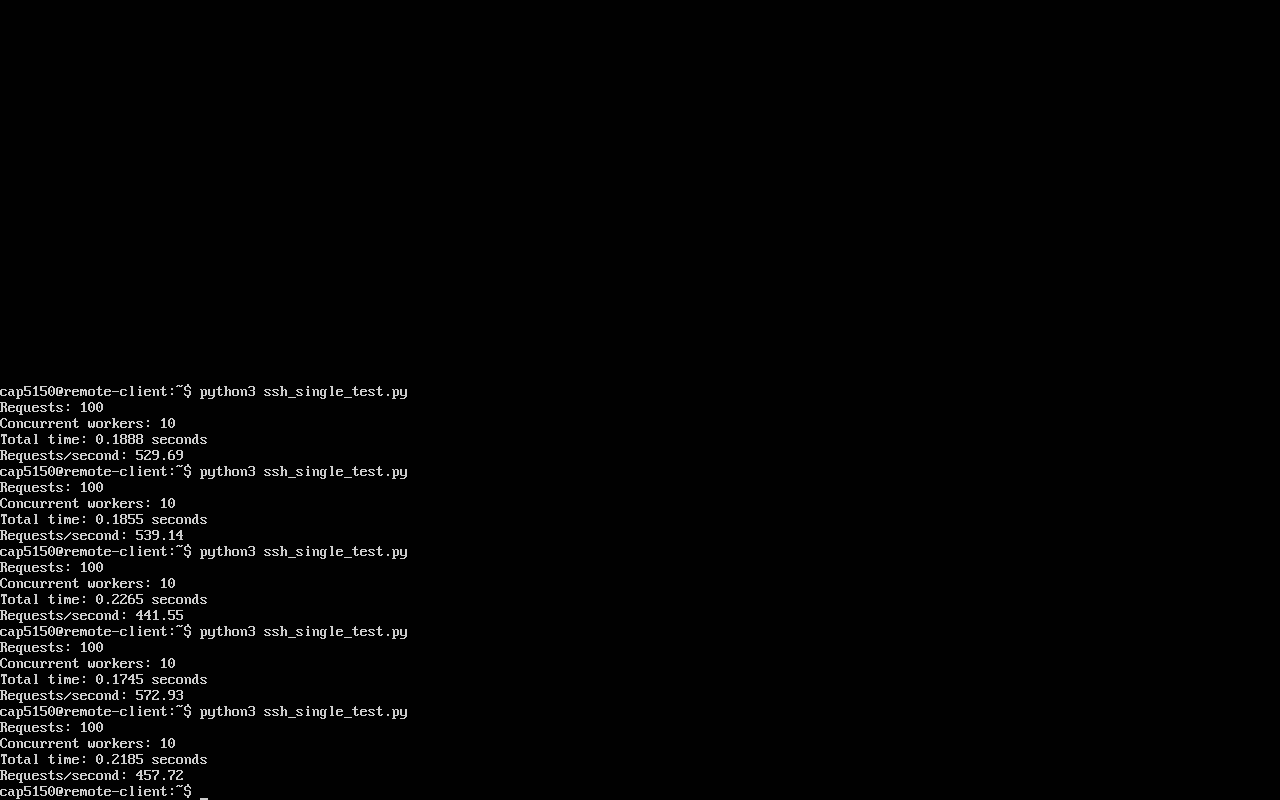 cap5150@remote-client:~$ python3 ssh_single_test.py
Requests: 100
Concurrent workers: 10
Total time: 0.1888 seconds
Requests/second: 529.69
cap5150@remote-client:~$ python3 ssh_single_test.py
Requests: 100
Concurrent workers: 10
Total time: 0.1855 seconds
Requests/second: 539.14
cap5150@remote-client:~$ python3 ssh_single_test.py
Requests: 100
Concurrent workers: 10
Total time: 0.2265 seconds
Requests/second: 441.55
cap5150@remote-client:~$ python3 ssh_single_test.py
Requests: 100
Concurrent workers: 10
Total time: 0.1745 seconds
Requests/second: 572.93
cap5150@remote-client:~$ python3 ssh_single_test.py
Requests: 100
Concurrent workers: 10
Total time: 0.2185 seconds
Requests/second: 457.72
cap5150@remote-client:~$ _